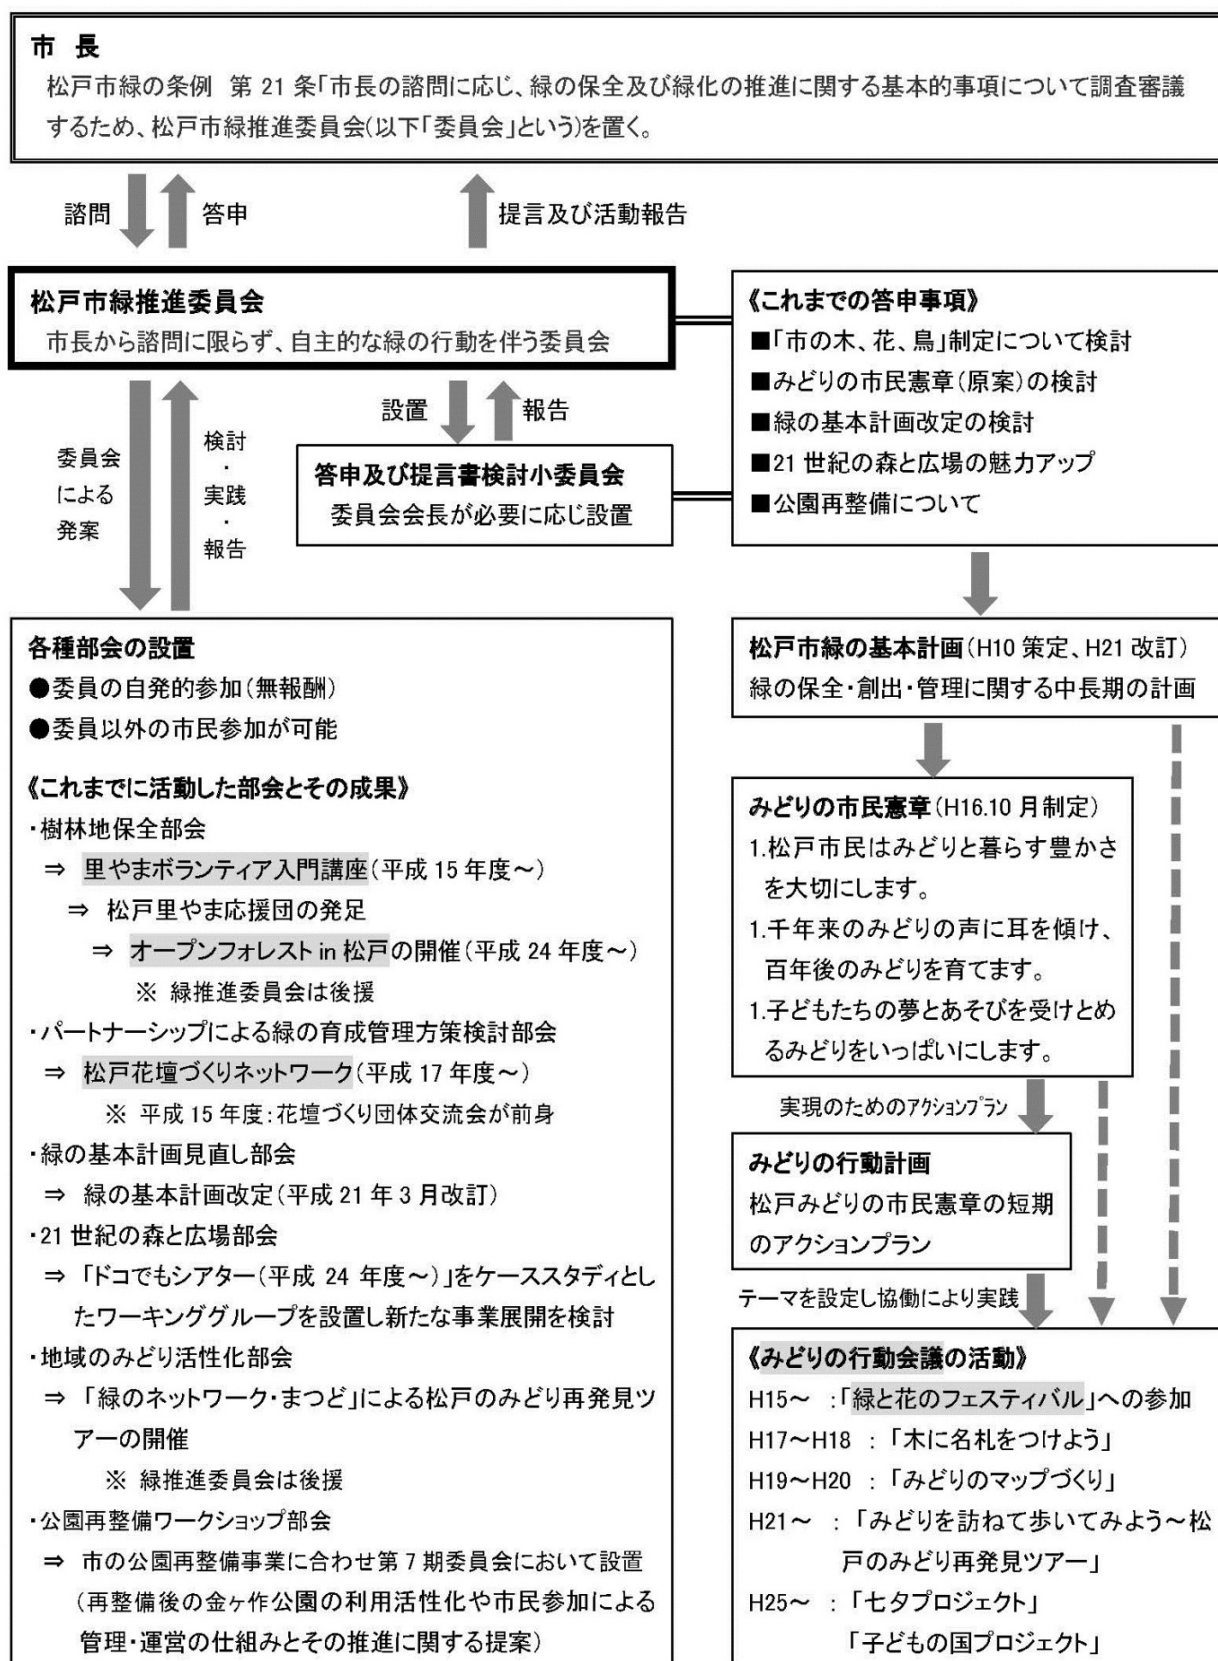 市 長
松戸市緑の条例 第 21 条「市長の諮問に応じ、緑の保全及び緑化の推進に関する基本的事項について調査審議
するため、松戸市緑推進委員会(以下「委員会」という)を置く。
諮問
答申
提言及び活動報告
松戸市緑推進委員会
市長から諮問に限らず、自主的な緑の行動を伴う委員会
設置
報告
答申及び提言書検討小委員会
委員会会長が必要に応じ設置
委員会
による
発案
検討
・
実践
・
報告
各種部会の設置
●委員の自発的参加(無報酬)
●委員以外の市民参加が可能
《これまでに活動した部会とその成果》
・樹林地保全部会
⇒ 里やまボランティア入門講座(平成 15 年度～)
⇒ 松戸里やま応援団の発足
⇒ オープンフォレスト in 松戸の開催(平成 24 年度～)
※ 緑推進委員会は後援
・パートナーシップによる緑の育成管理方策検討部会
⇒ 松戸花壇づくりネットワーク(平成 17 年度～)
※ 平成 15 年度:花壇づくり団体交流会が前身
・緑の基本計画見直し部会
⇒ 緑の基本計画改定(平成 21 年 3 月改訂)
・21 世紀の森と広場部会
⇒ 「ドコでもシアター(平成 24 年度～)」をケーススタディとし
たワーキンググループを設置し新たな事業展開を検討
・地域のみどり活性化部会
⇒ 「緑のネットワーク・まつど」による松戸のみどり再発見ツ
アーの開催
※ 緑推進委員会は後援
・公園再整備ワークショップ部会
⇒ 市の公園再整備事業に合わせ第 7 期委員会において設置
(再整備後の金ヶ作公園の利用活性化や市民参加による
管理・運営の仕組みとその推進に関する提案)
《これまでの答申事項》
■「市の木、花、鳥」制定について検討
■みどりの市民憲章(原案)の検討
■緑の基本計画改定の検討
■21 世紀の森と広場の魅力アップ
■公園再整備について
松戸市緑の基本計画(H10 策定、H21 改訂)
緑の保全・創出・管理に関する中長期の計画
みどりの市民憲章(H16.10 月制定)
1.松戸市民はみどりと暮らす豊かさ
を大切にします。
1.千年来のみどりの声に耳を傾け、
百年後のみどりを育てます。
1.子どもたちの夢とあそびを受けとめ
るみどりをいっぱいにします。
実現のためのアクションプラン
みどりの行動計画
松戸みどりの市民憲章の短期
のアクションプラン
テーマを設定し協働により実践
《みどりの行動会議の活動》
H15～ :「緑と花のフェスティバル」への参加
H17～H18 : 「木に名札をつけよう」
H19～H20 : 「みどりのマップづくり」
H21～ : 「みどりを訪ねて歩いてみよう～松
戸のみどり再発見ツアー」
H25～ : 「七夕プロジェクト」
「子どもの国プロジェクト」